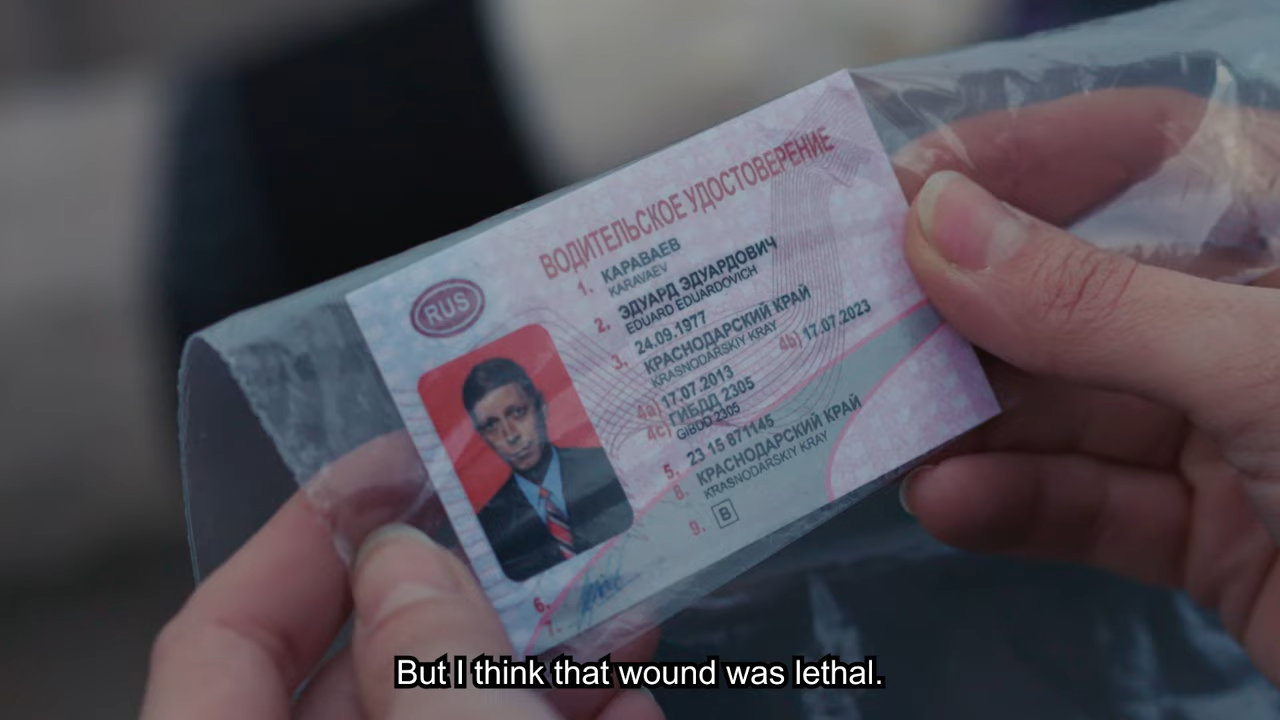 ВОДИТЕЛЬСКОЕ УДОСТОВЕРЕНИЕ
RUS
1. КАРАВАЕВ
KARAVAEV
2. ЭДУАРД ЭДУАРДОВИЧ
EDUARD EDUARDOVICH
3. 24.09.1977
КРАСНОДАРСКИЙ КРАЙ
KRASNODARSKIY KRAY
4a) 17.07.2013 4b) 17.07.2023
4c) ГИБДД 2305
GIBDD 2305
5. 23 15 871145
8. КРАСНОДАРСКИЙ КРАЙ
KRASNODARSKIY KRAY
9. B
6.
7.
But I think that wound was lethal.